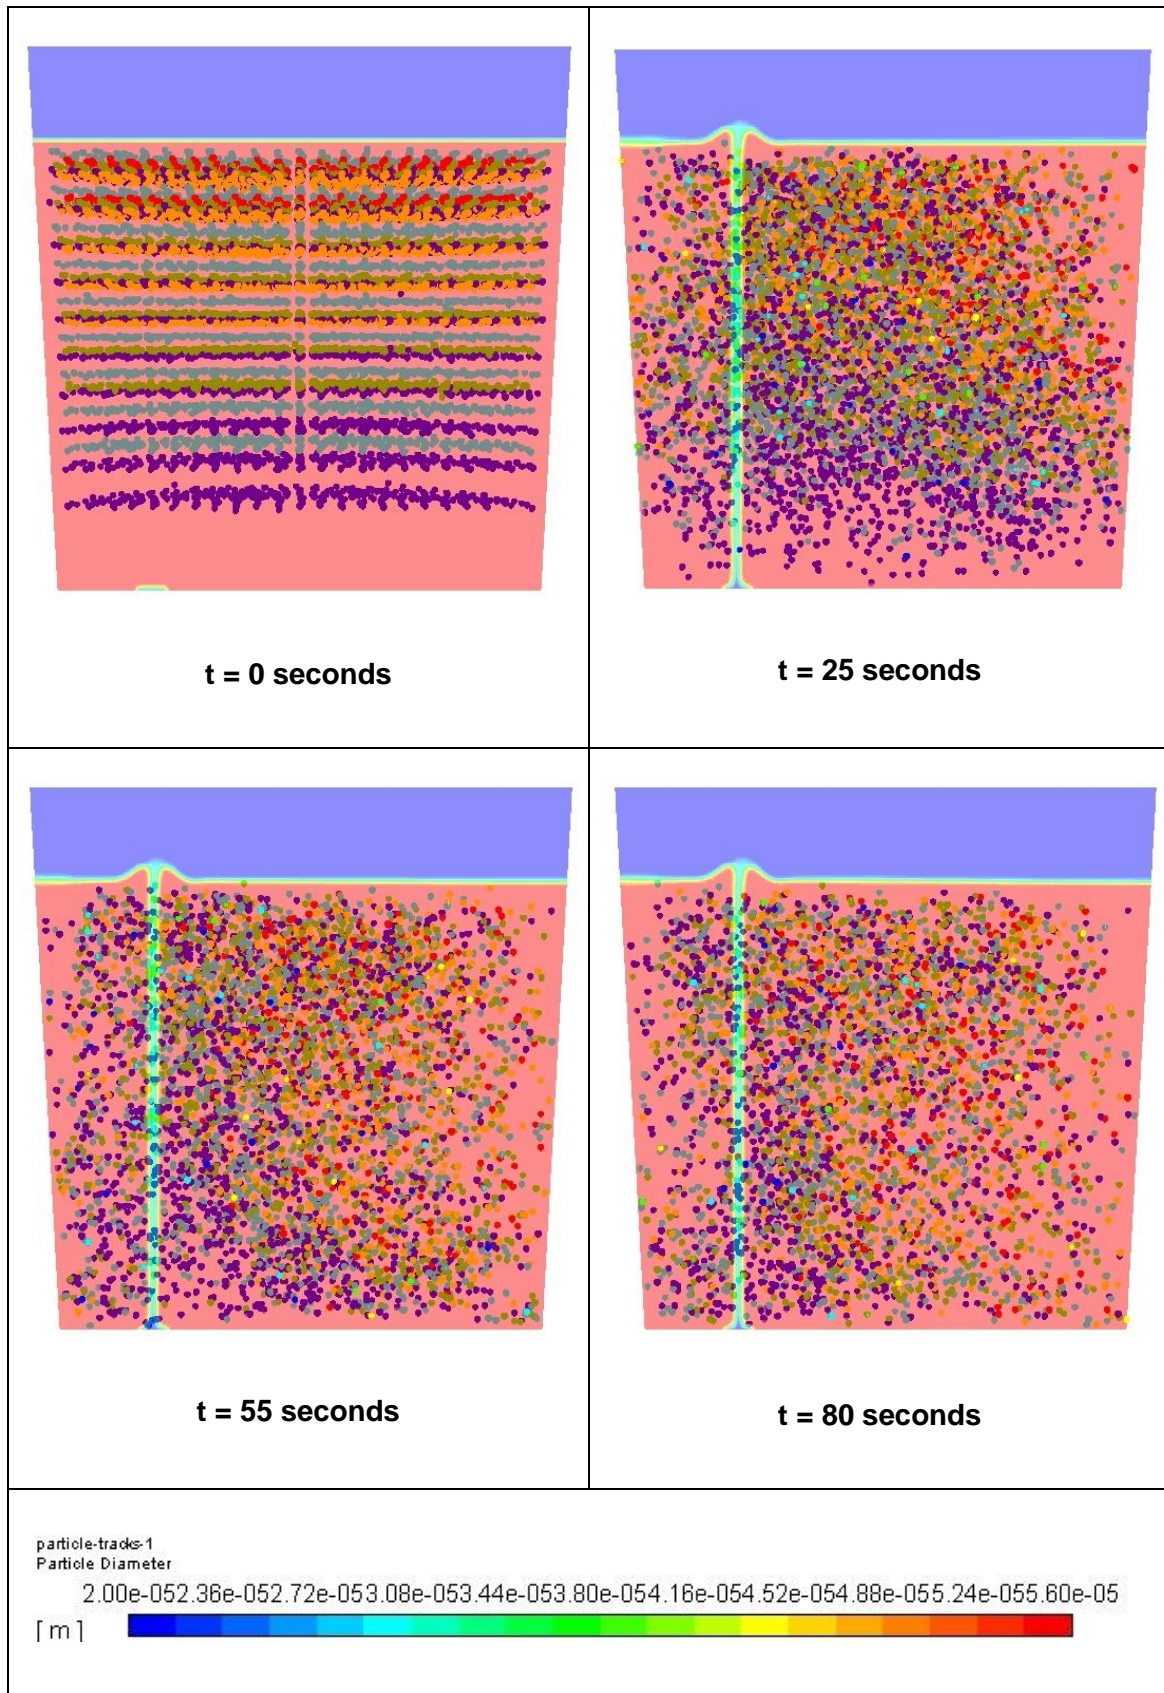 t = 0 seconds
t = 25 seconds
t = 55 seconds
t = 80 seconds
particle-tracks-1
Particle Diameter
2.00e-052.36e-052.72e-053.08e-053.44e-053.80e-054.16e-054.52e-054.88e-055.24e-055.60e-05
[ m ]